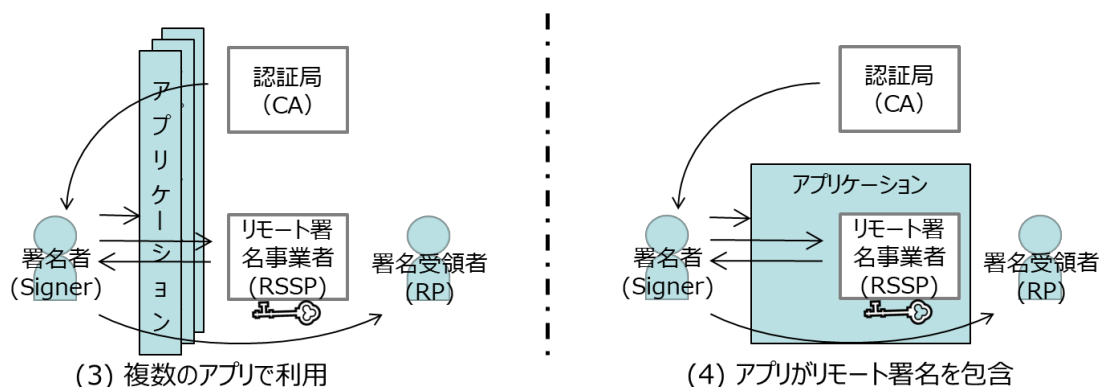 認証局
（CA）
アプリケーション
リモート署
名事業者
(RSSP)
署名者
(Signer)
署名受領者
(RP)
(3) 複数のアプリで利用
認証局
（CA）
アプリケーション
リモート署
名事業者
(RSSP)
署名者
(Signer)
署名受領者
(RP)
(4) アプリがリモート署名を包含